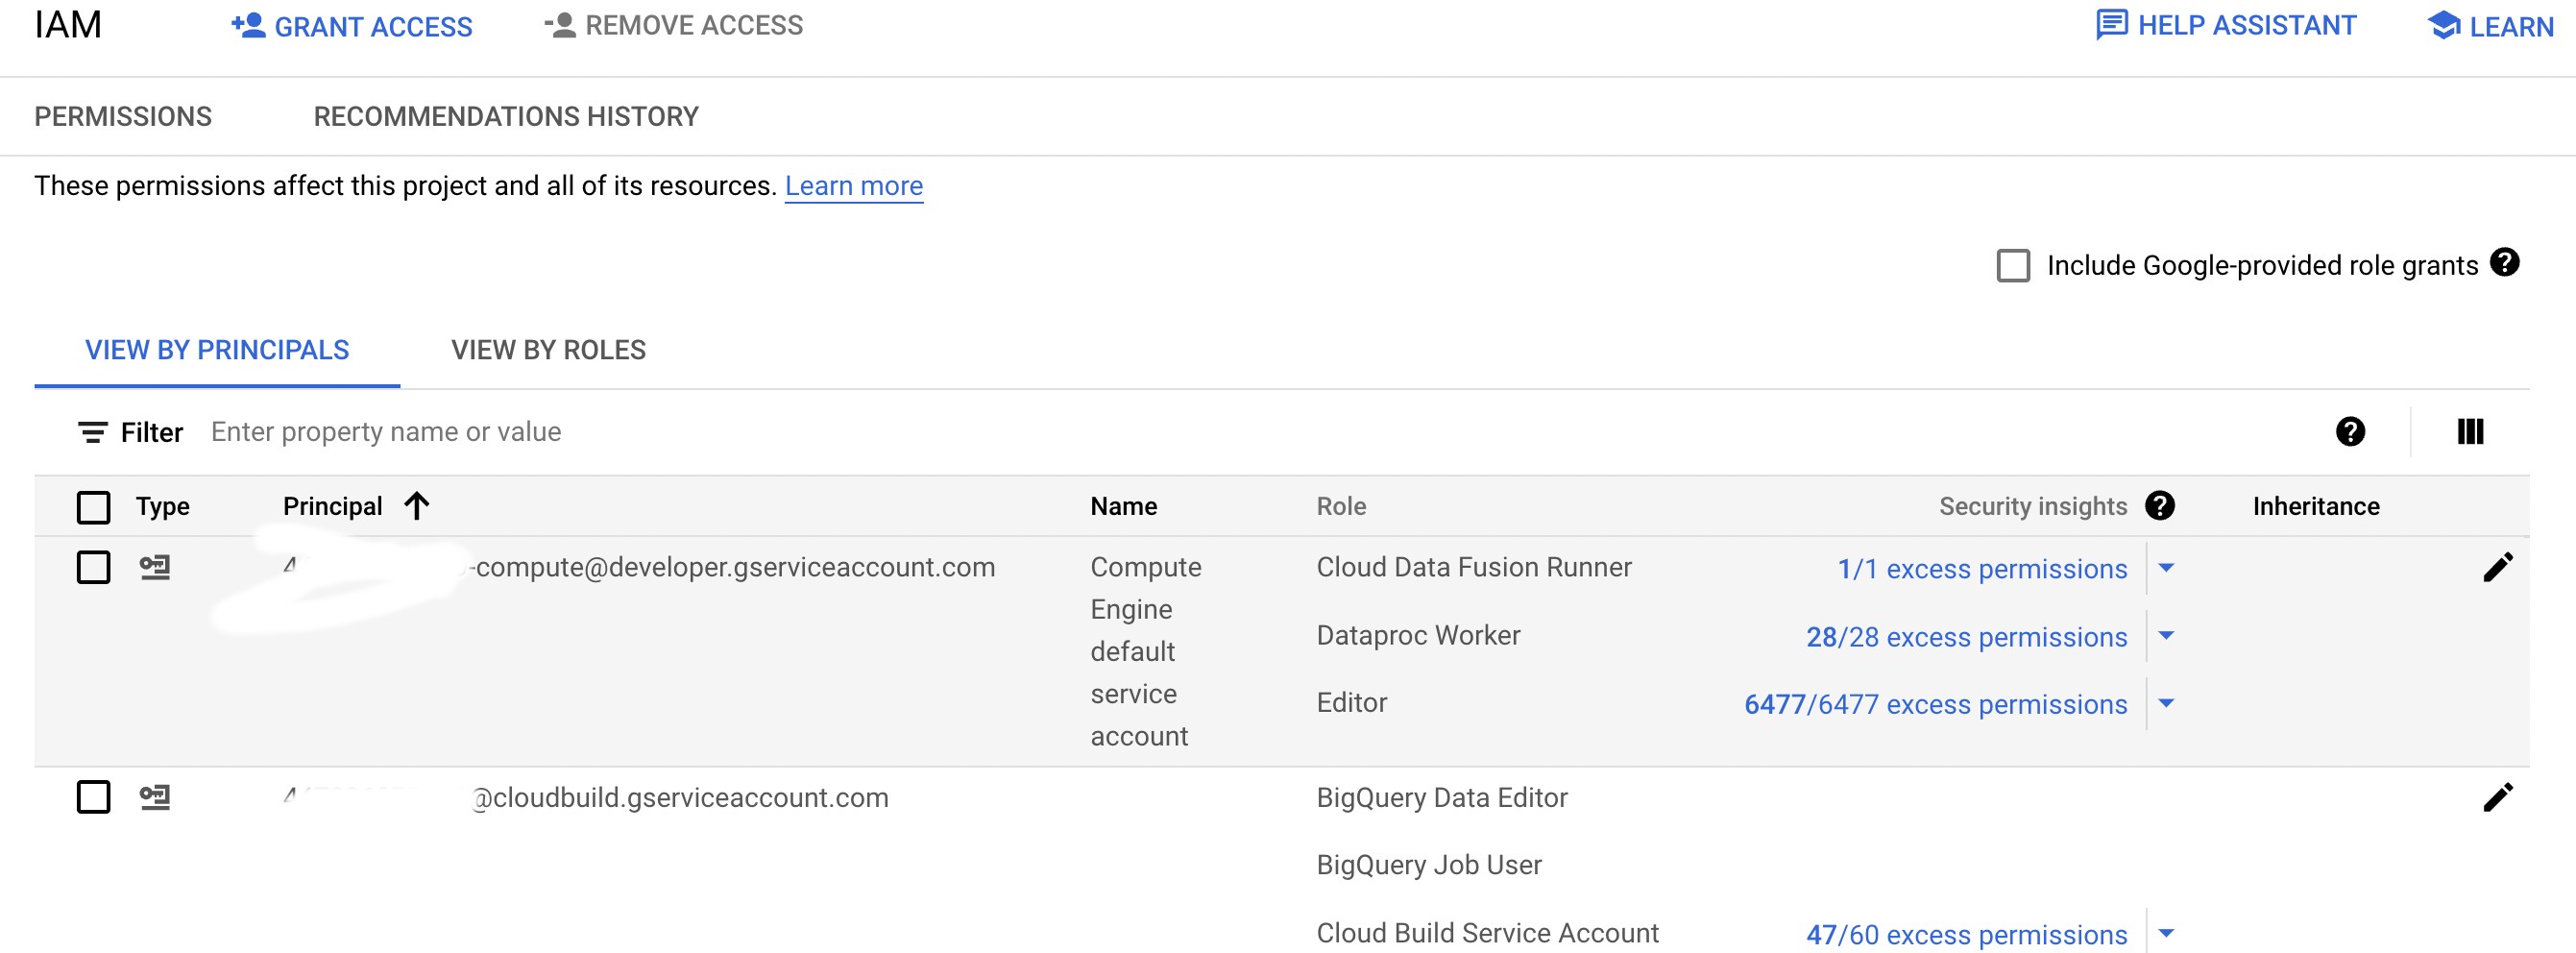 IAM GRANT ACCESS REMOVE ACCESS HELP ASSISTANT LEARN
PERMISSIONS RECOMMENDATIONS HISTORY
These permissions affect this project and all of its resources. Learn more
Include Google-provided role grants
VIEW BY PRINCIPALS VIEW BY ROLES
Filter Enter property name or value
Type Principal Name Role Security insights Inheritance
-compute@developer.gserviceaccount.com
Compute
Engine
default
service
account
Cloud Data Fusion Runner 1/1 excess permissions
Dataproc Worker 28/28 excess permissions
Editor 6477/6477 excess permissions
@cloudbuild.gserviceaccount.com
BigQuery Data Editor
BigQuery Job User
Cloud Build Service Account 47/60 excess permissions